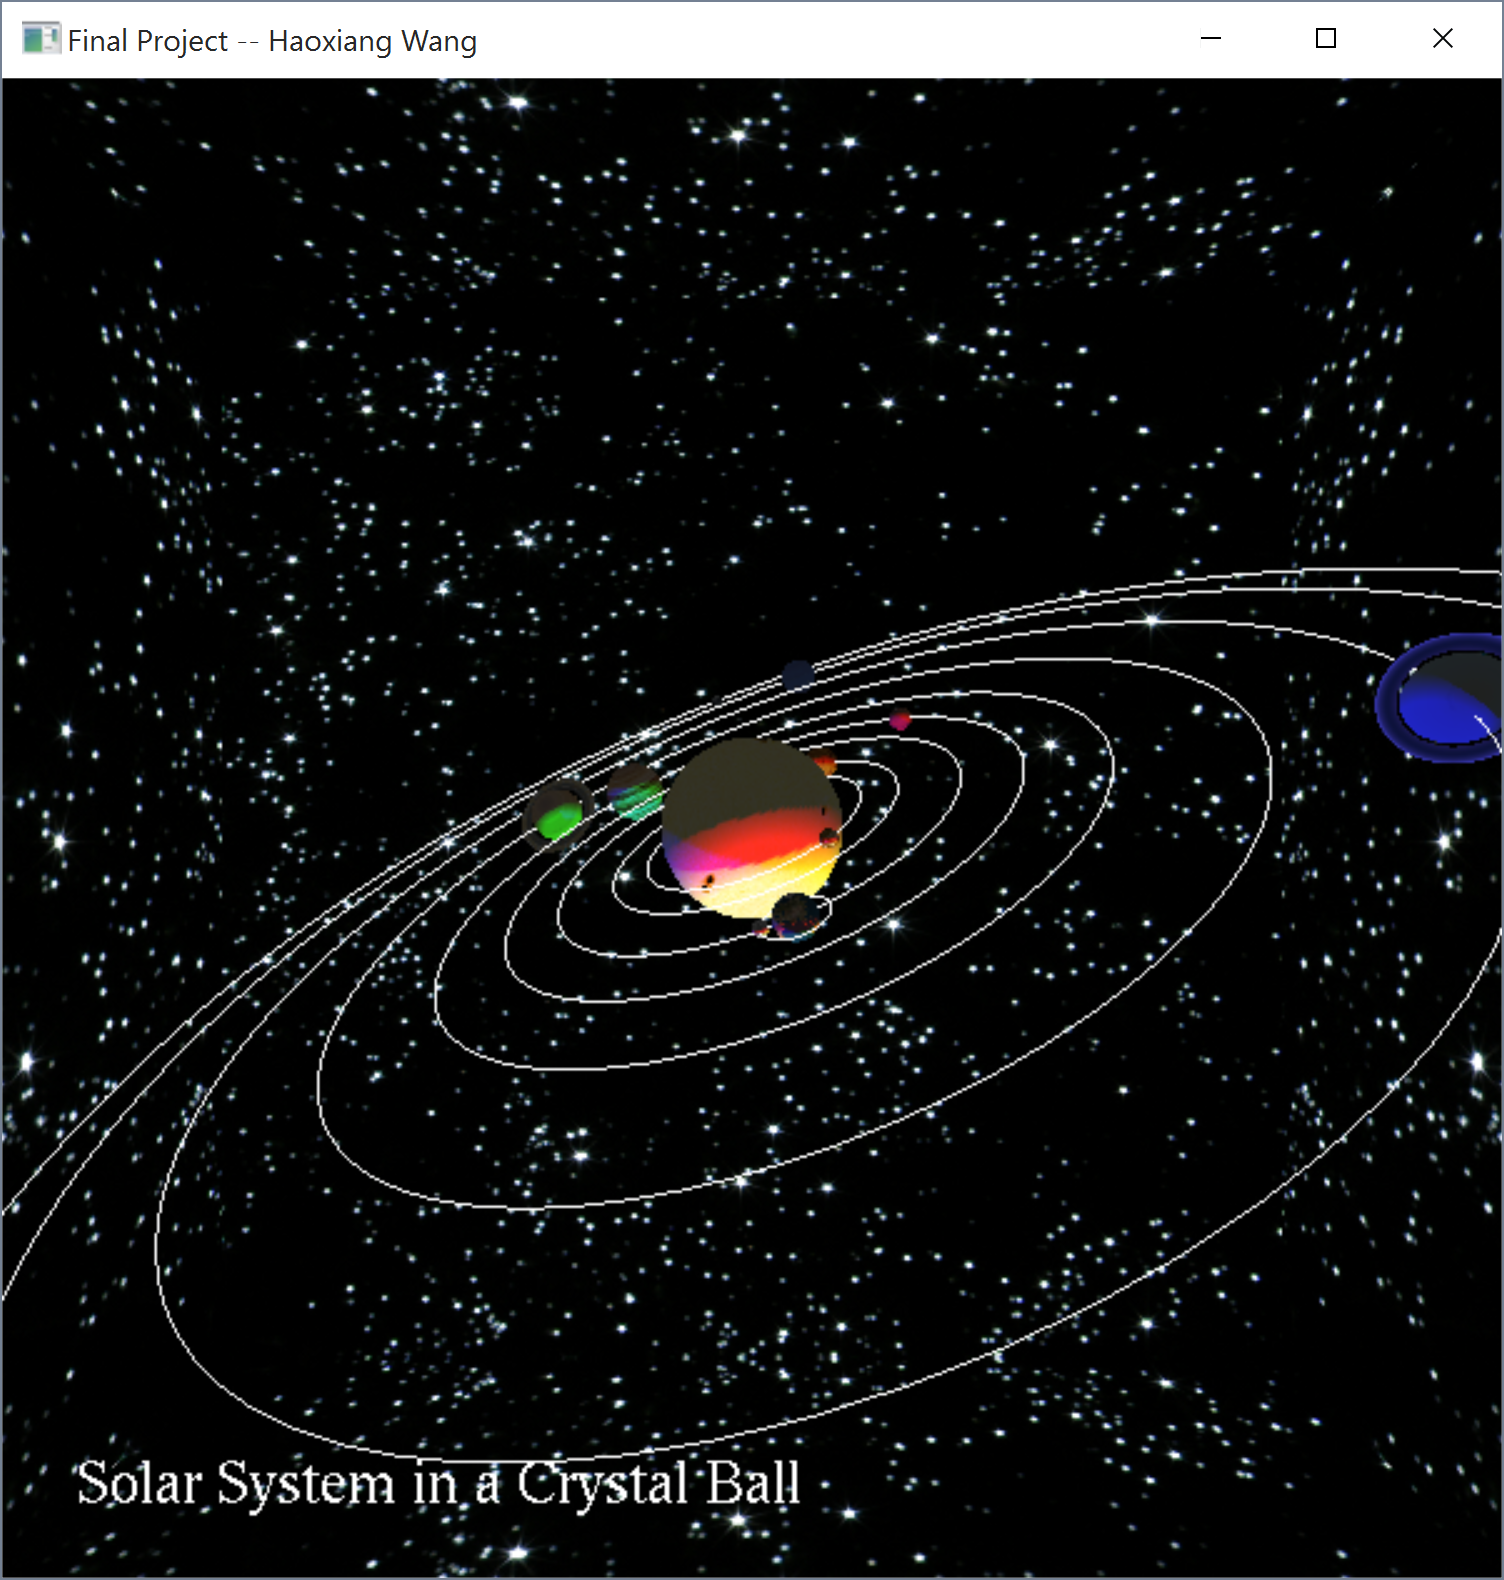 Final Project -- Haoxiang Wang
Solar System in a Crystal Ball